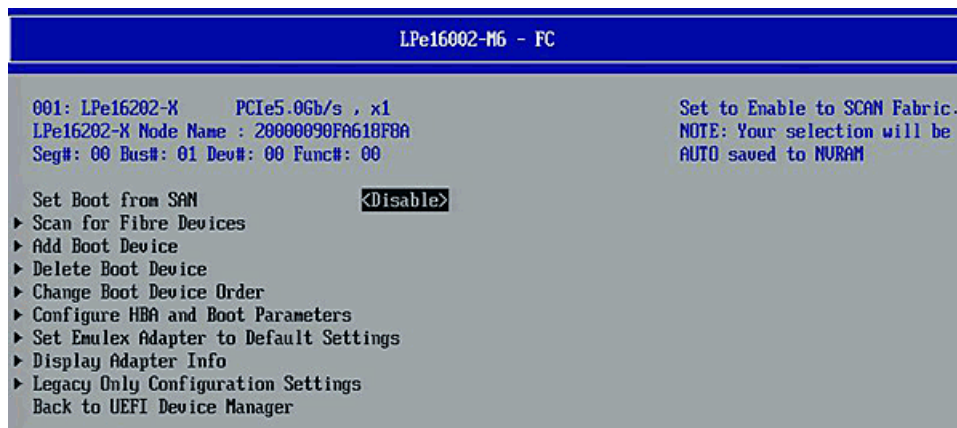 LPe16002-M6 - FC
001: LPe16202-X PCIe5.0Gb/s , x1
LPe16202-X Node Name : 20000090FA618F8A
Seg#: 00 Bus#: 01 Dev#: 00 Func#: 00
Set to Enable to SCAN Fabric.
NOTE: Your selection will be
AUTO saved to NVRAM
Set Boot from SAN <Disable>
Scan for Fibre Devices
Add Boot Device
Delete Boot Device
Change Boot Device Order
Configure HBA and Boot Parameters
Set Emulex Adapter to Default Settings
Display Adapter Info
Legacy Only Configuration Settings
Back to UEFI Device Manager